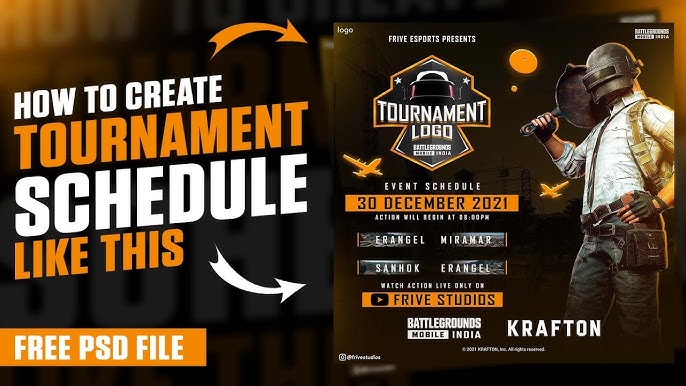 HOW TO CREATE
TOURNAMENT
SCHEDULE
LIKE THIS
FREE PSD FILE
logo
FRIVE ESPORTS PRESENTS
BATTLEGROUNDS
MOBILE INDIA
TOURNAMENT
LOGO
BATTLEGROUNDS
MOBILE INDIA
EVENT SCHEDULE
30 DECEMBER 2021
ACTION WILL BEGIN AT 08:00PM
ERANGEL MIRAMAR
SANHOK ERANGEL
WATCH ACTION LIVE ONLY ON
FRIVE STUDIOS
BATTLEGROUNDS
MOBILE INDIA
KRAFTON
@frivestudios
© 2021 KRAFTON, Inc. All rights reserved.